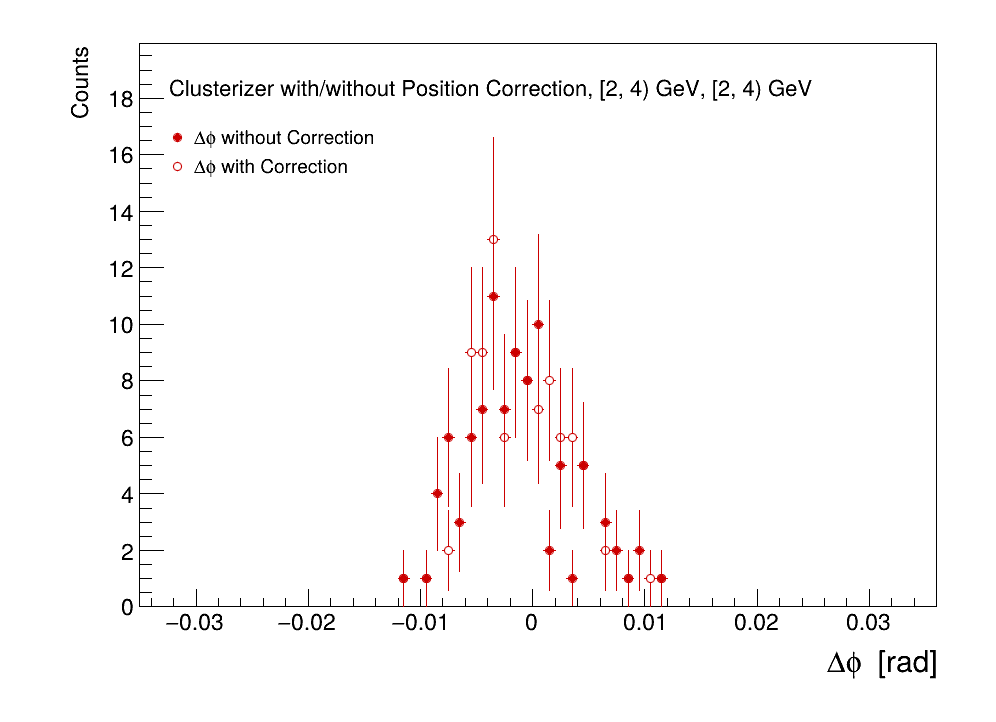 Counts
Clusterizer with/without Position Correction, [2, 4) GeV, [2, 4) GeV
Δϕ without Correction
Δϕ with Correction
18
16
14
12
10
8
6
4
2
0
−0.03 −0.02 −0.01 0 0.01 0.02 0.03
Δϕ [rad]